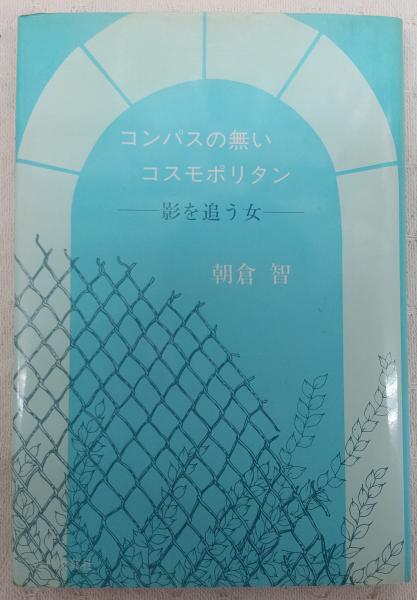 コンパスの無い
コスモポリタン
──影を追う女──
朝倉 智